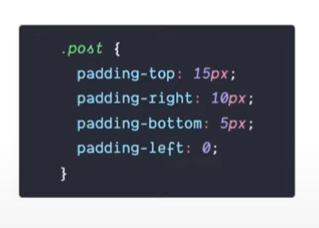 .post {
padding-top: 15px;
padding-right: 10px;
padding-bottom: 5px;
padding-left: 0;
}